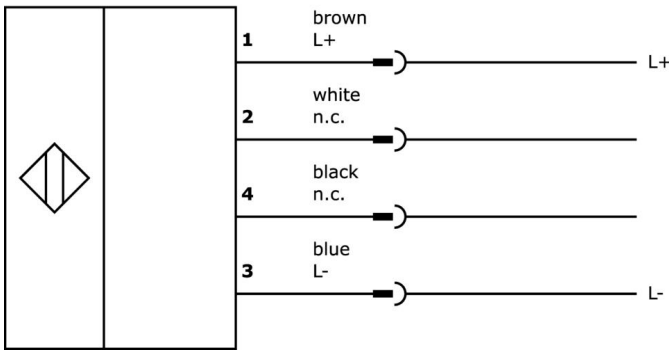 brown
1 L+ L+
white
2 n.c.
black
4 n.c.
blue
3 L- L-